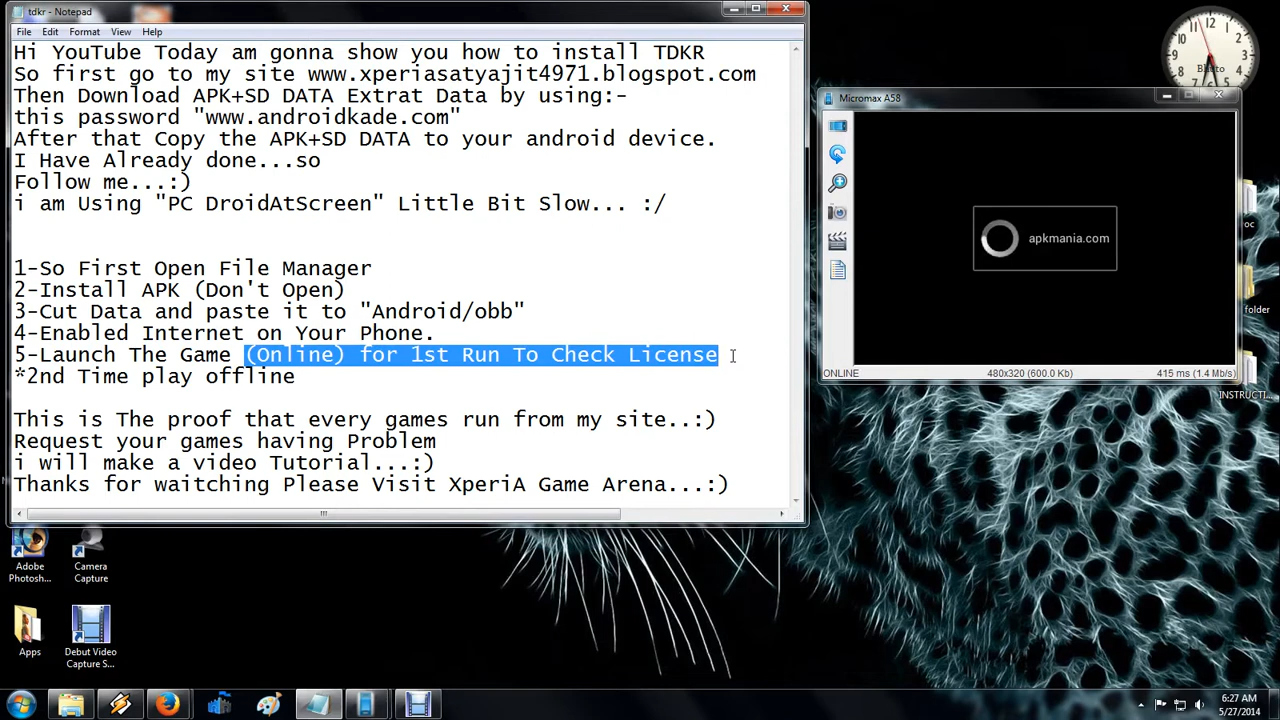 tdkr - Notepad
File Edit Format View Help
Hi YouTube Today am gonna show you how to install TDKR
So first go to my site www.xperiasatyajit4971.blogspot.com
Then Download APK+SD DATA Extrat Data by using:-
this password "www.androidkade.com"
After that Copy the APK+SD DATA to your android device.
I Have Already done...so
Follow me...:)
i am Using "PC DroidAtScreen" Little Bit Slow... :/
1-So First Open File Manager
2-Install APK (Don't Open)
3-Cut Data and paste it to "Android/obb"
4-Enabled Internet on Your Phone.
5-Launch The Game (Online) for 1st Run To Check License
*2nd Time play offline
This is The proof that every games run from my site..:)
Request your games having Problem
i will make a video Tutorial...:)
Thanks for waitching Please Visit XperiA Game Arena...:)
Micromax A58
apkmania.com
ONLINE 480x320 (600.0 Kb) 415 ms (1.4 Mb/s)
12
3
9
oc
folder
INSTRUCTI...
Adobe Photosh...
Camera Capture
Apps
Debut Video Capture S...
6:27 AM
5/27/2014